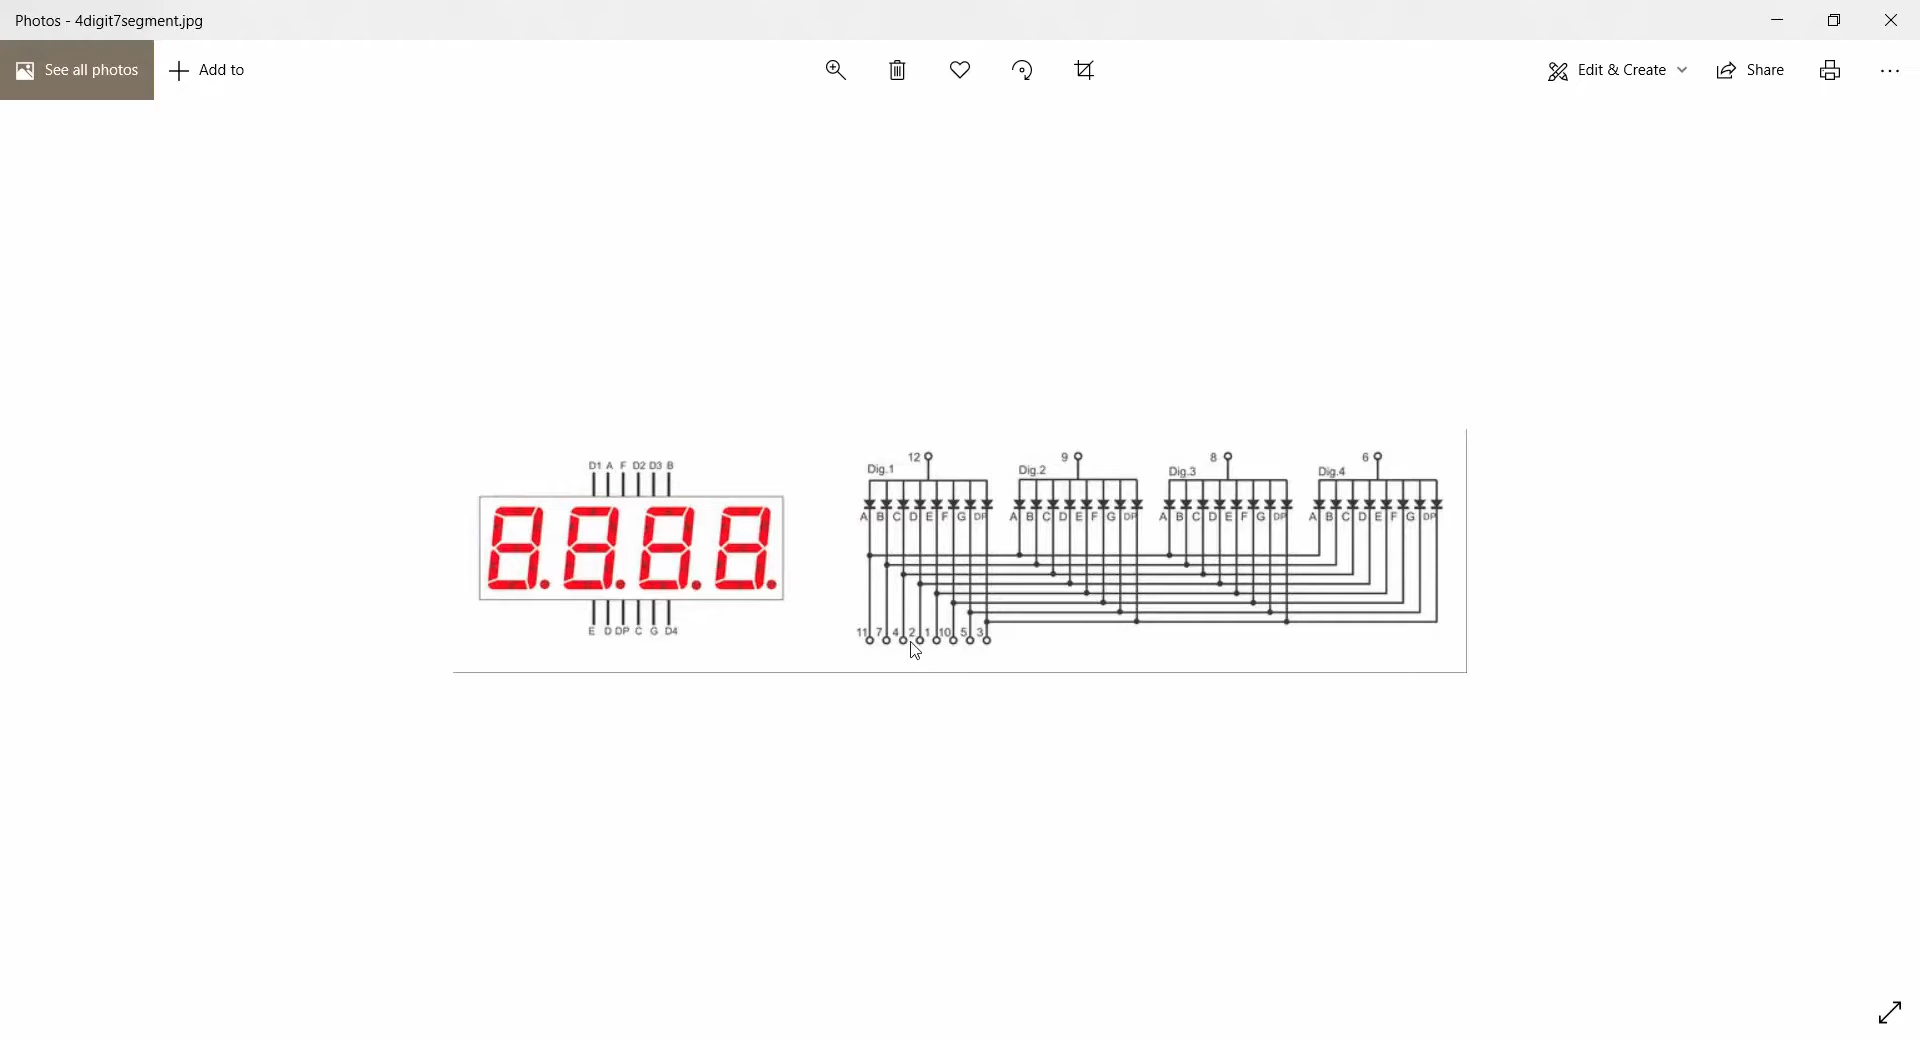 Photos - 4digit7segment.jpg
See all photos
Add to
Edit & Create
Share
D1 A F D2 D3 B
E D DP C G D4
12 9 8 6
Dig.1 Dig.2 Dig.3 Dig.4
A B C D E F G DP A B C D E F G DP A B C D E F G DP A B C D E F G DP
11 7 4 2 1 10 5 3